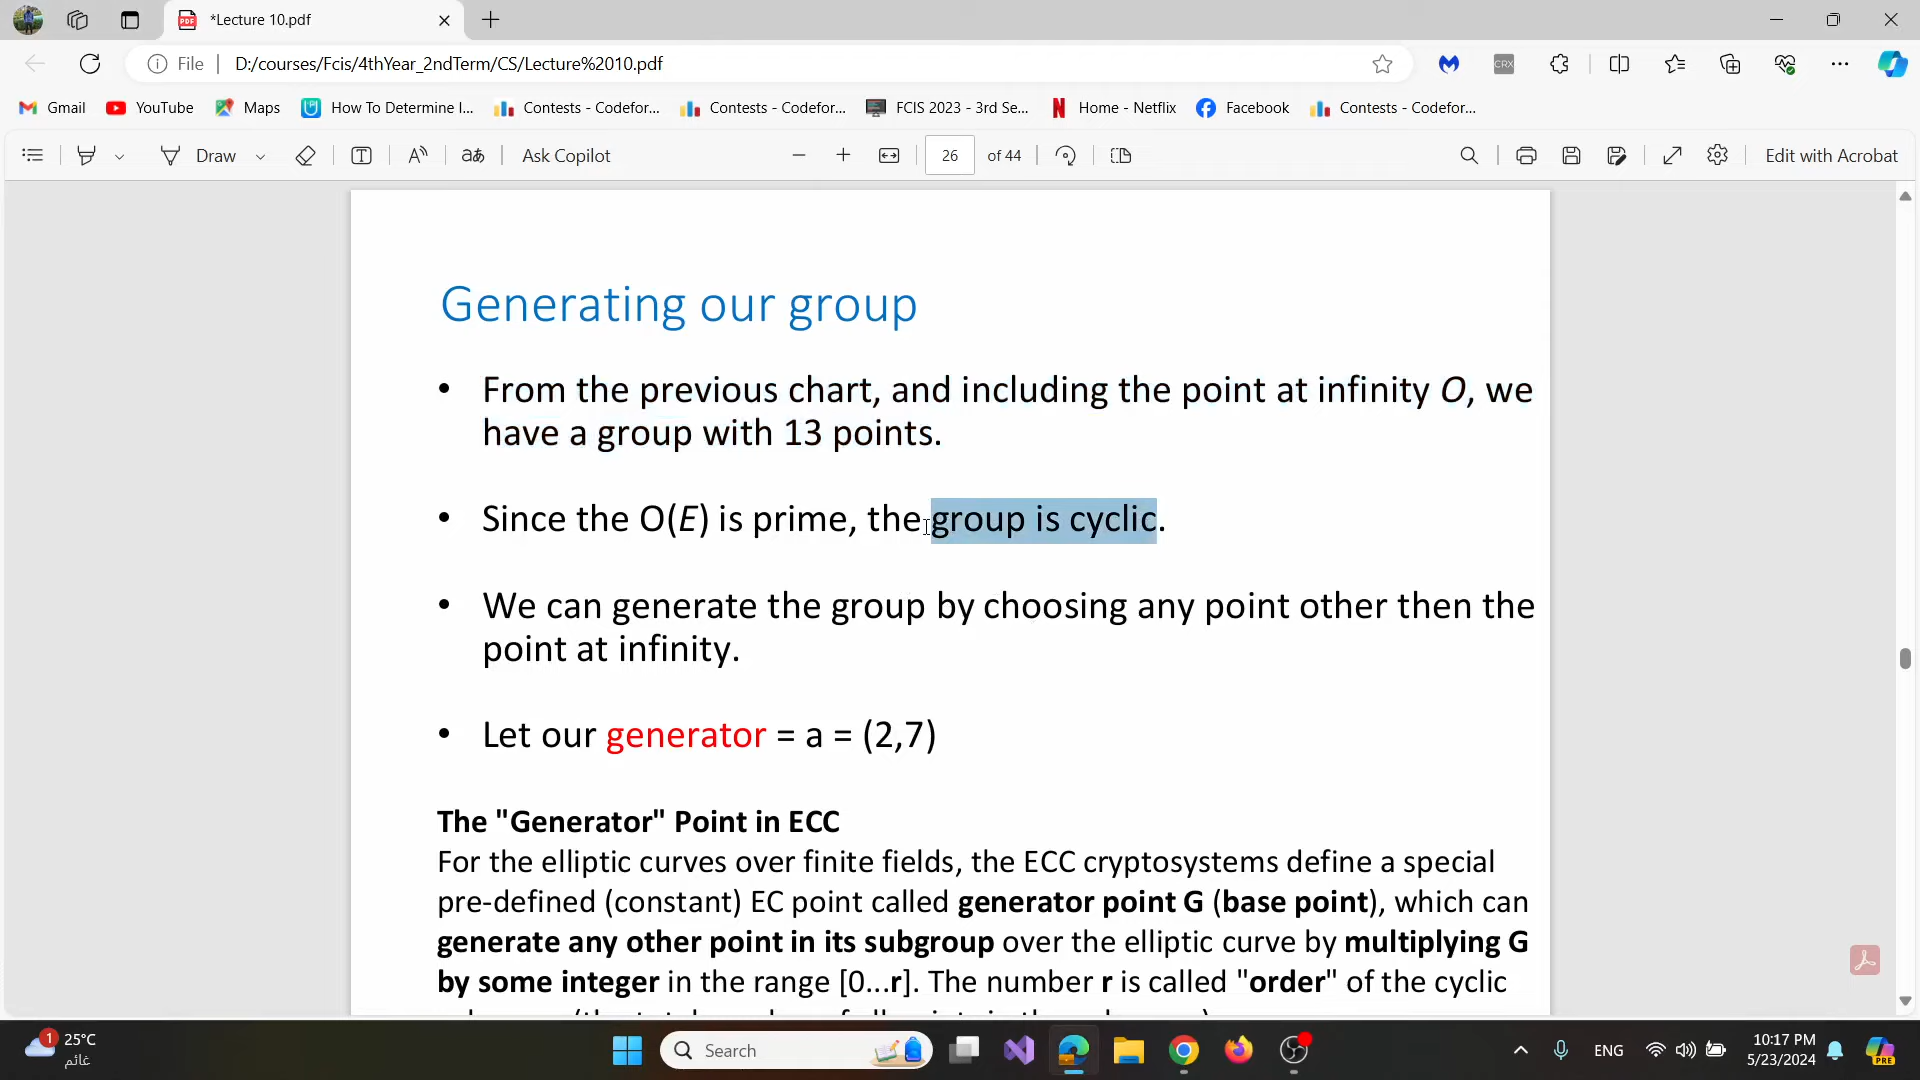 *Lecture 10.pdf
File
D:/courses/Fcis/4thYear_2ndTerm/CS/Lecture%2010.pdf
CRX
Gmail
YouTube
Maps
How To Determine I...
Contests - Codefor...
Contests - Codefor...
FCIS 2023 - 3rd Se...
Home - Netflix
Facebook
Contests - Codefor...
Draw
Ask Copilot
26 of 44
Edit with Acrobat
Generating our group
• From the previous chart, and including the point at infinity O, we
have a group with 13 points.
• Since the O(E) is prime, the group is cyclic.
• We can generate the group by choosing any point other then the
point at infinity.
• Let our generator = a = (2,7)
The "Generator" Point in ECC
For the elliptic curves over finite fields, the ECC cryptosystems define a special
pre-defined (constant) EC point called generator point G (base point), which can
generate any other point in its subgroup over the elliptic curve by multiplying G
by some integer in the range [0...r]. The number r is called "order" of the cyclic
1
25°C
غائم
Search
ENG
10:17 PM
5/23/2024
PRE